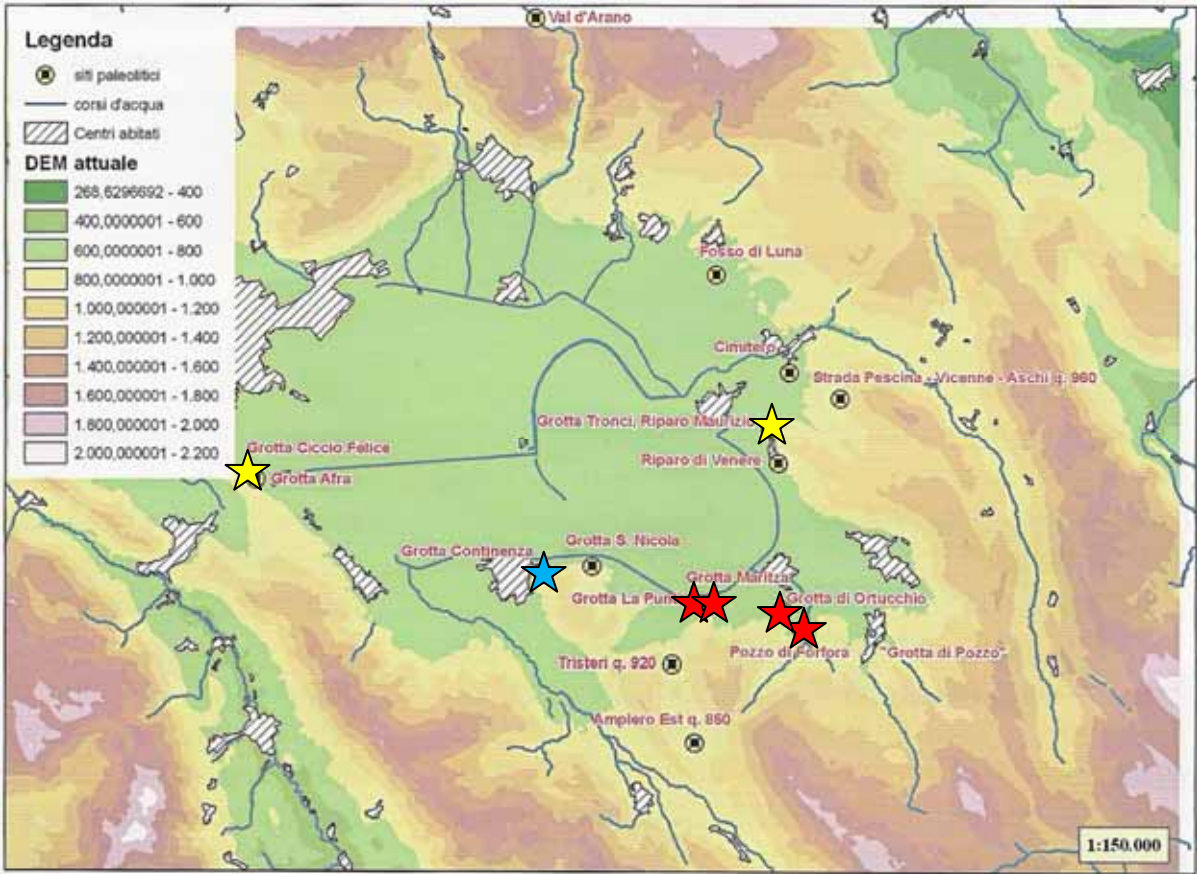 Val d'Arano
Legenda
siti paleolitici
corsi d'acqua
Centri abitati
DEM attuale
268,6296692 - 400
400,0000001 - 600
600,0000001 - 800
800,0000001 - 1.000
1.000,000001 - 1.200
1.200,000001 - 1.400
1.400,000001 - 1.600
1.600,000001 - 1.800
1.800,000001 - 2.000
2.000,000001 - 2.200
Fosso di Luna
Cimitero
Strada Pescina - Vicenne - Aschi q. 960
Grotta Tronci, Riparo Maurizio
Grotta Ciccio Felice
Riparo di Venere
Grotta Afra
Grotta S. Nicola
Grotta Continenza
Grotta Maritza
Grotta La Pun
Grotta di Ortucchio
Pozzo di Forfora
"Grotta di Pozzo"
Tristeri q. 920
Amplero Est q. 860
1:150.000